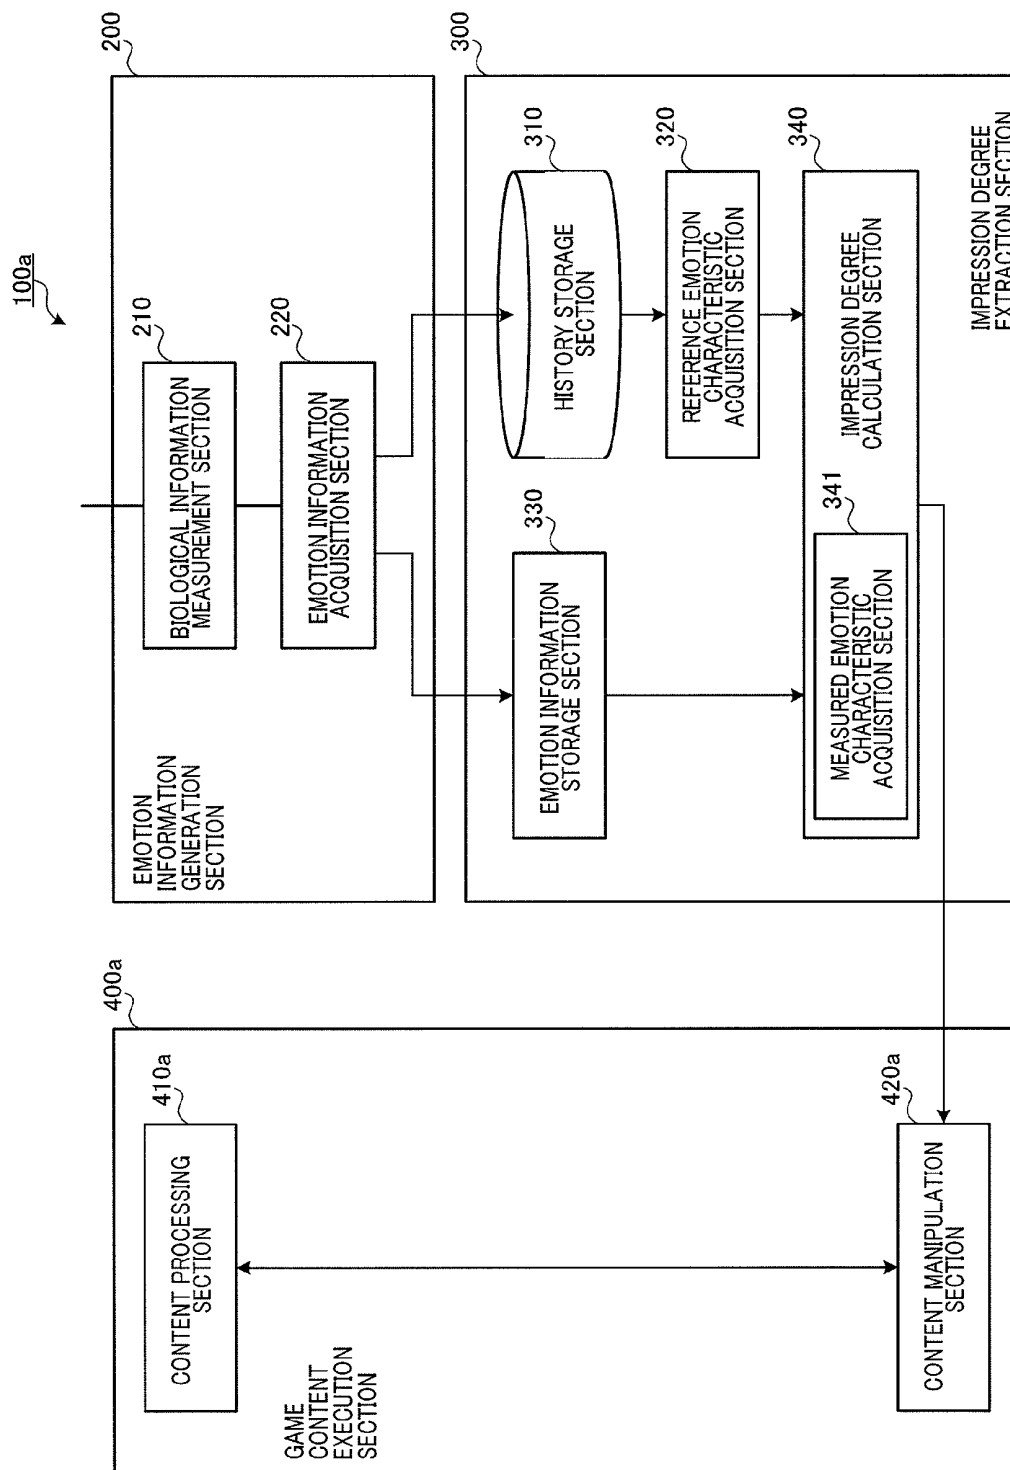 100a
200
EMOTION
INFORMATION
GENERATION
SECTION
210
BIOLOGICAL INFORMATION
MEASUREMENT SECTION
220
EMOTION INFORMATION
ACQUISITION SECTION
300
310
HISTORY STORAGE
SECTION
320
REFERENCE EMOTION
CHARACTERISTIC
ACQUISITION SECTION
330
EMOTION INFORMATION
STORAGE SECTION
340
IMPRESSION DEGREE
CALCULATION SECTION
341
MEASURED EMOTION
CHARACTERISTIC
ACQUISITION SECTION
IMPRESSION DEGREE
EXTRACTION SECTION
400a
410a
CONTENT PROCESSING
SECTION
GAME
CONTENT
EXECUTION
SECTION
420a
CONTENT MANIPULATION
SECTION